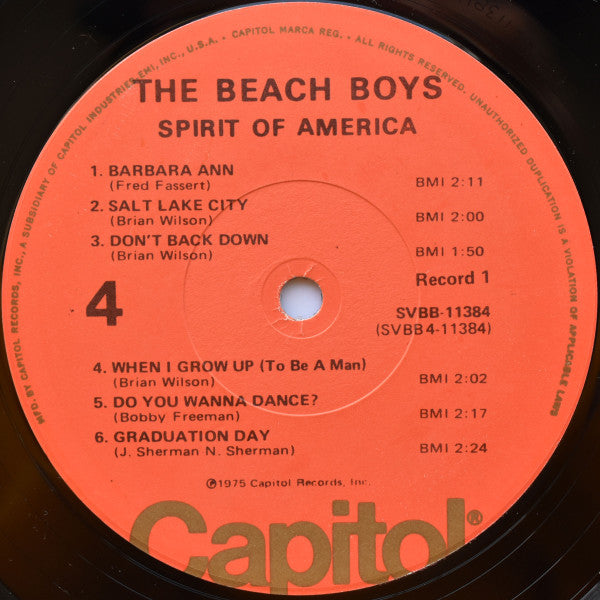 MFD. BY CAPITOL RECORDS, INC., A SUBSIDIARY OF CAPITOL INDUSTRIES-EMI, INC., U.S.A. · CAPITOL MARCA REG. · ALL RIGHTS RESERVED. UNAUTHORIZED DUPLICATION IS A VIOLATION OF APPLICABLE LAWS
THE BEACH BOYS
SPIRIT OF AMERICA
1. BARBARA ANN
(Fred Fassert) BMI 2:11
2. SALT LAKE CITY
(Brian Wilson) BMI 2:00
3. DON'T BACK DOWN
(Brian Wilson) BMI 1:50
Record 1
4
SVBB-11384
(SVBB4-11384)
4. WHEN I GROW UP (To Be A Man)
(Brian Wilson) BMI 2:02
5. DO YOU WANNA DANCE?
(Bobby Freeman) BMI 2:17
6. GRADUATION DAY
(J. Sherman N. Sherman) BMI 2:24
℗1975 Capitol Records, Inc.
Capitol®